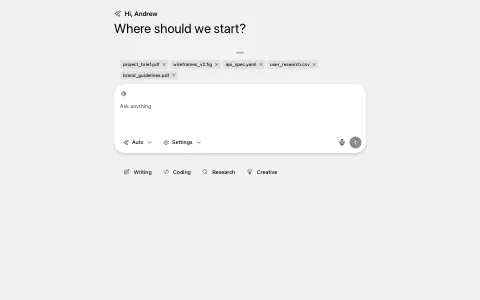 Hi, Andrew
Where should we start?
project_brief.pdf wireframes_v2.fig api_spec.yaml user_research.csv
brand_guidelines.pdf
Ask anything
Auto Settings
Writing Coding Research Creative